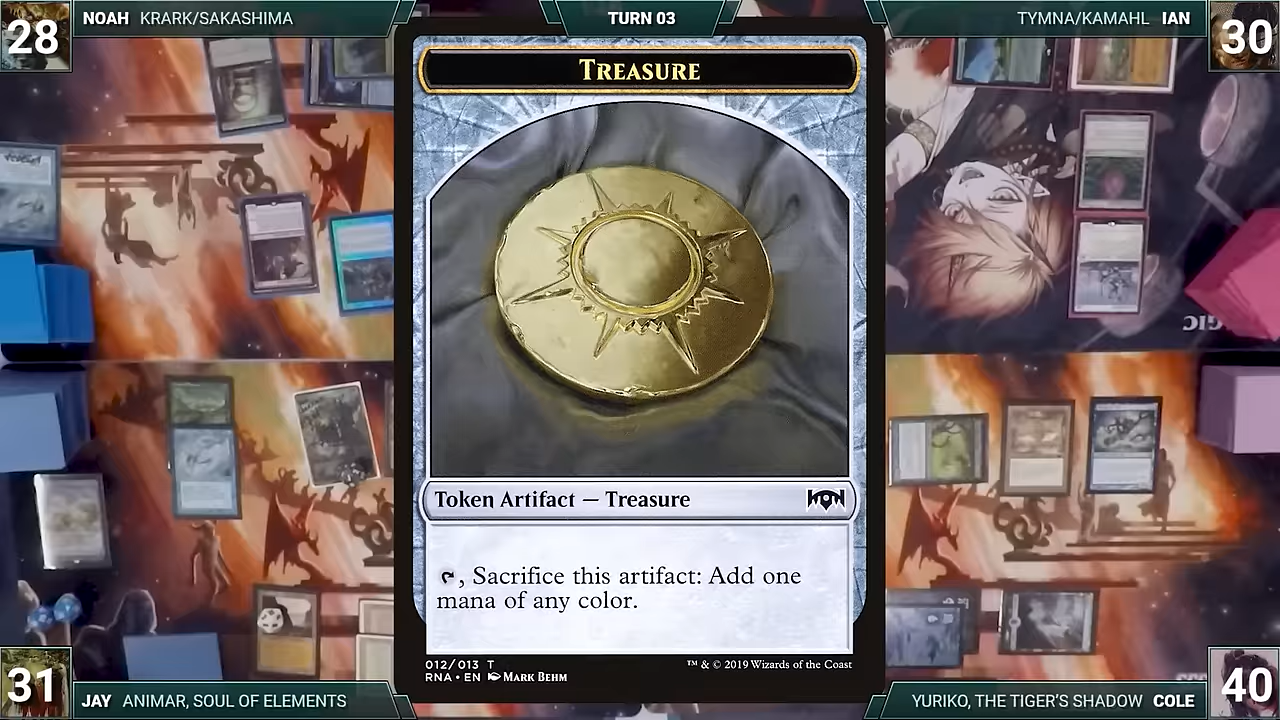 28
NOAH KRARK/SAKASHIMA
TURN 03
TYMNA/KAMAHL IAN
30
TREASURE
Token Artifact — Treasure
, Sacrifice this artifact: Add one
mana of any color.
012/013 T
RNA • EN MARK BEHM
™ & © 2019 Wizards of the Coast
31
JAY ANIMAR, SOUL OF ELEMENTS
YURIKO, THE TIGER'S SHADOW COLE
40